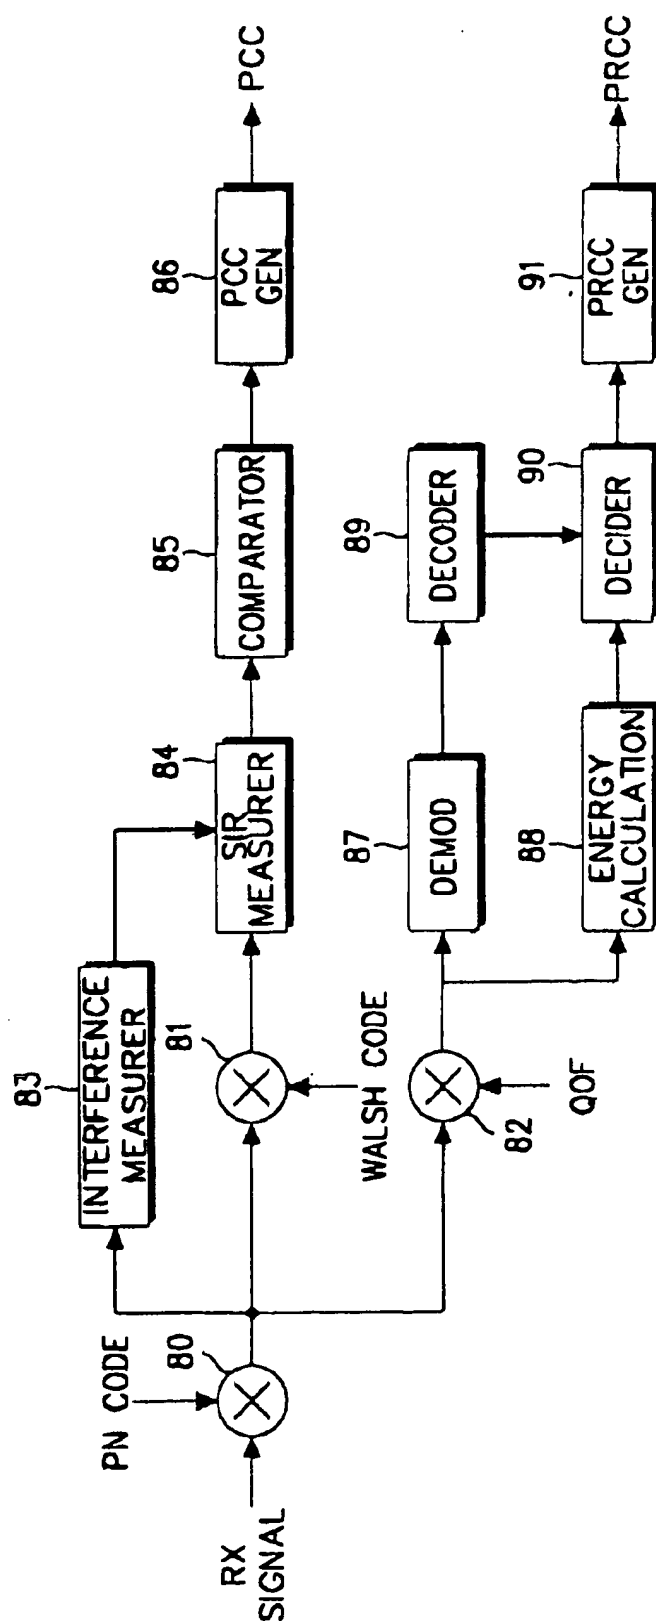 RX
SIGNAL
PN CODE
80
83
INTERFERENCE
MEASURER
81
WALSH CODE
84
SIR
MEASURER
85
COMPARATOR
86
PCC
GEN
PCC
82
QOF
87
DEMOD
89
DECODER
88
ENERGY
CALCULATION
90
DECIDER
91
PRCC
GEN
PRCC